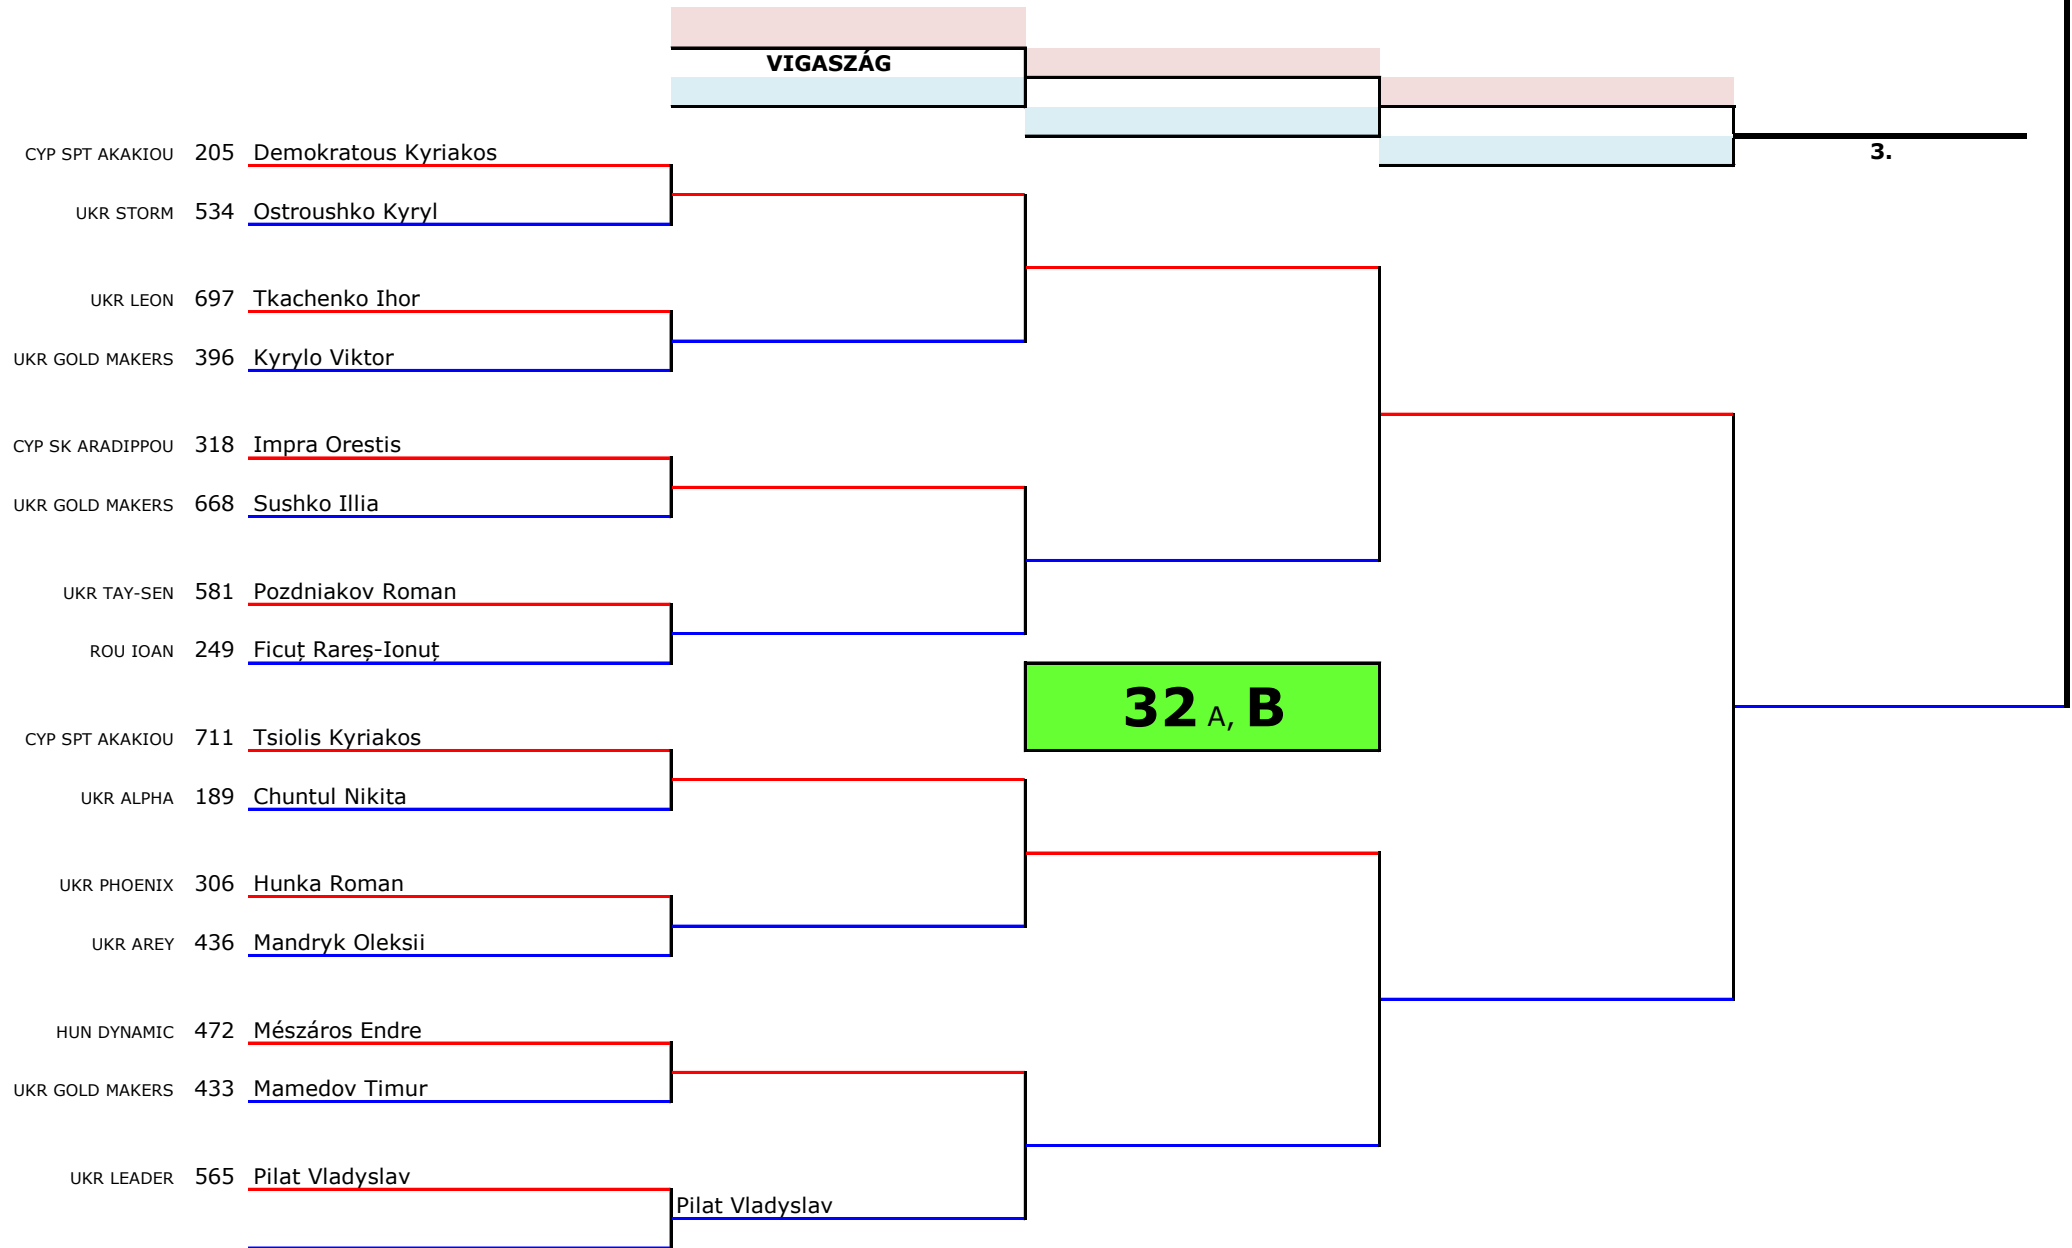 VIGASZÁG
CYP SPT AKAKIOU 205 Demokratous Kyriakos
3.
UKR STORM 534 Ostroushko Kyryl
UKR LEON 697 Tkachenko Ihor
UKR GOLD MAKERS 396 Kyrylo Viktor
CYP SK ARADIPPOU 318 Impra Orestis
UKR GOLD MAKERS 668 Sushko Illia
UKR TAY-SEN 581 Pozdniakov Roman
ROU IOAN 249 Ficuț Rareș-Ionuț
32 A, B
CYP SPT AKAKIOU 711 Tsiolis Kyriakos
UKR ALPHA 189 Chuntul Nikita
UKR PHOENIX 306 Hunka Roman
UKR AREY 436 Mandryk Oleksii
HUN DYNAMIC 472 Mészáros Endre
UKR GOLD MAKERS 433 Mamedov Timur
UKR LEADER 565 Pilat Vladyslav
Pilat Vladyslav